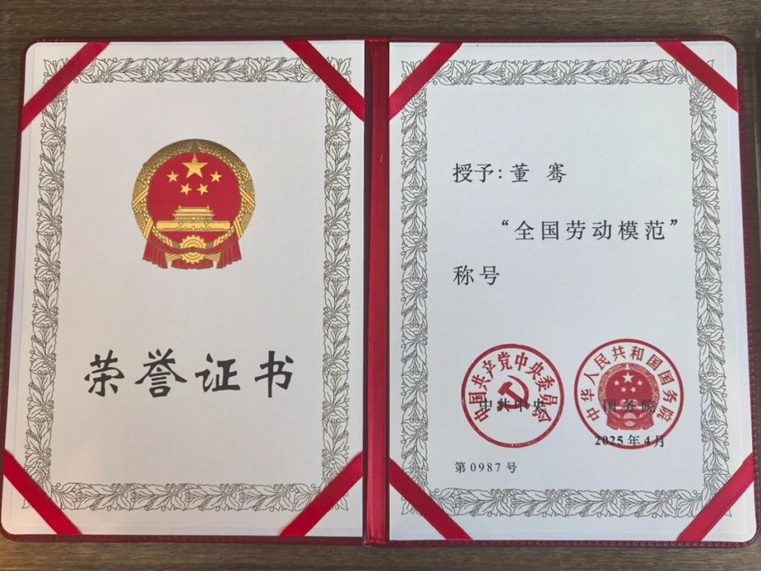 荣誉证书
授予:董 骞
“全国劳动模范”
称号
中国共产党中央委员会
中共中央
中华人民共和国国务院
国务院
2025年4月
第0987号